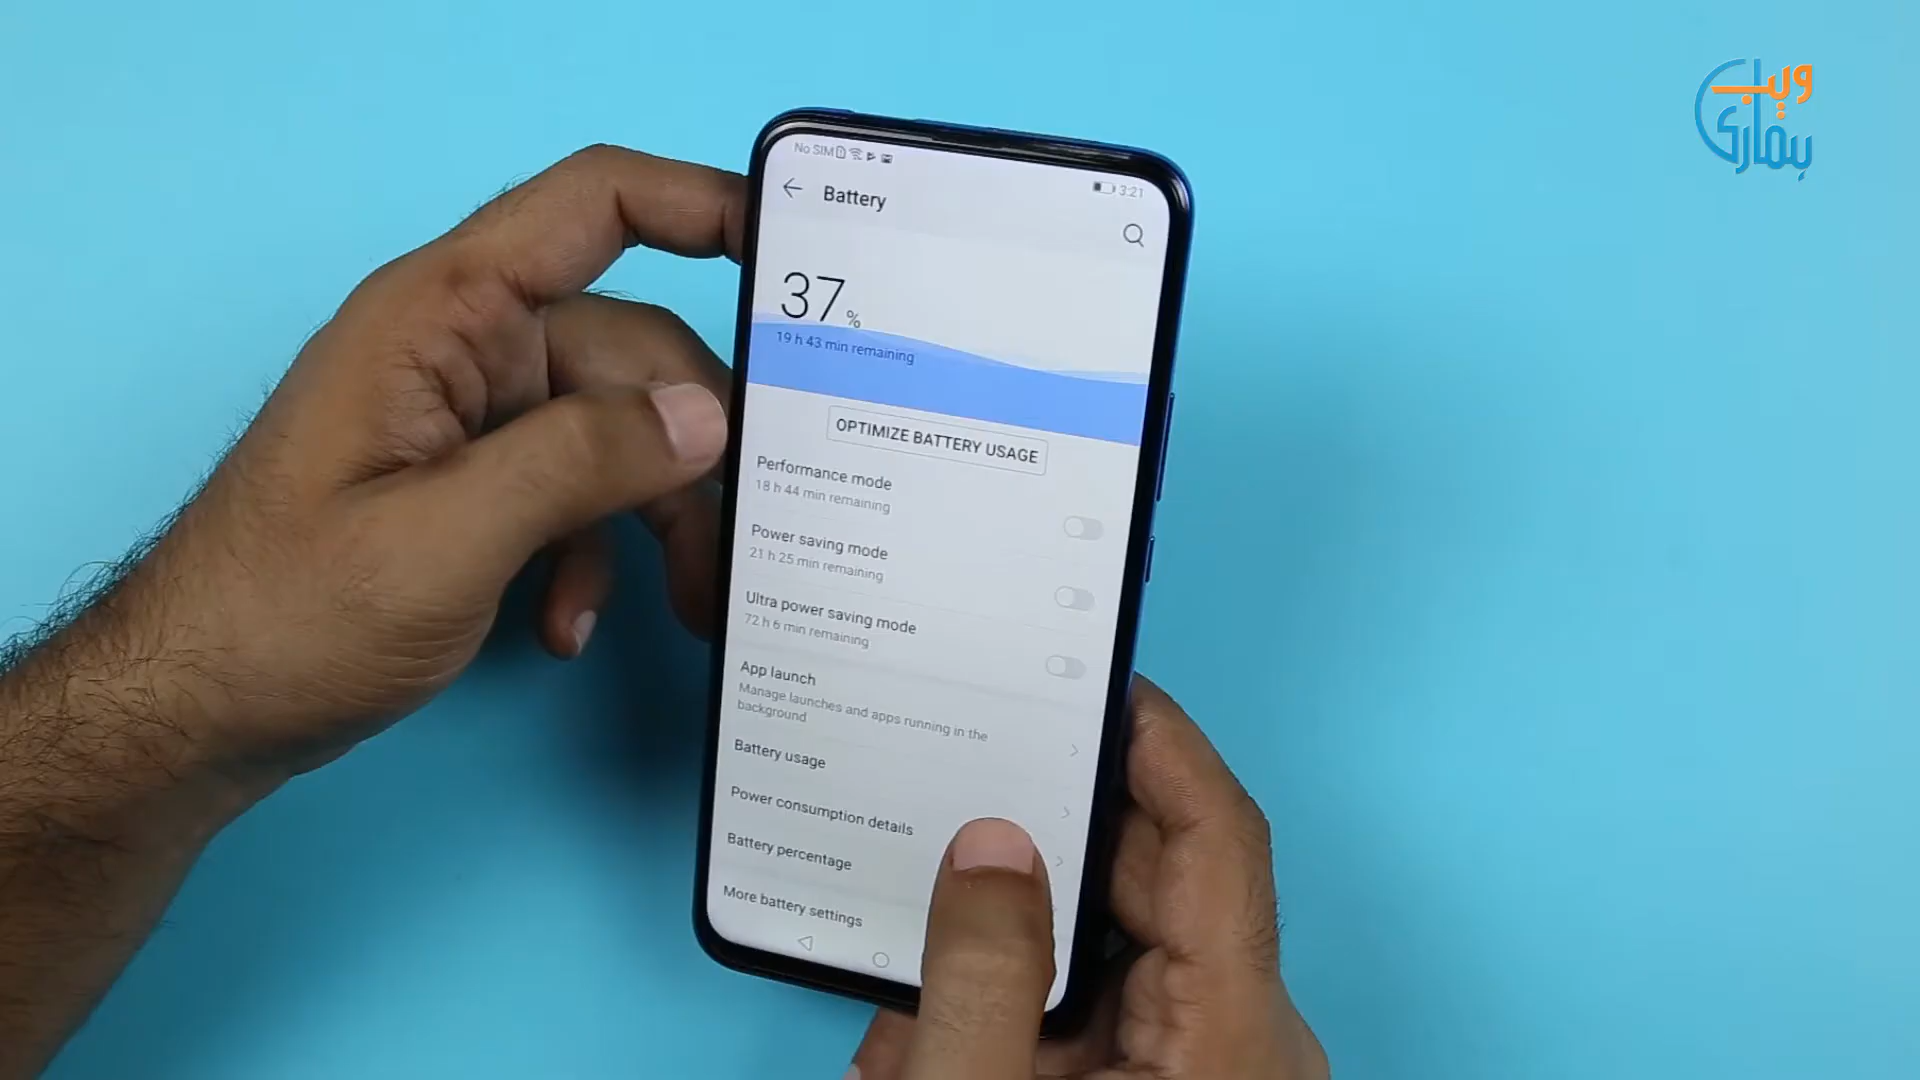 ویب
ہماری
No SIM
3:21
Battery
37%
19 h 43 min remaining
OPTIMIZE BATTERY USAGE
Performance mode
18 h 44 min remaining
Power saving mode
21 h 25 min remaining
Ultra power saving mode
72 h 6 min remaining
App launch
Manage launches and apps running in the
background
Battery usage
Power consumption details
Battery percentage
More battery settings